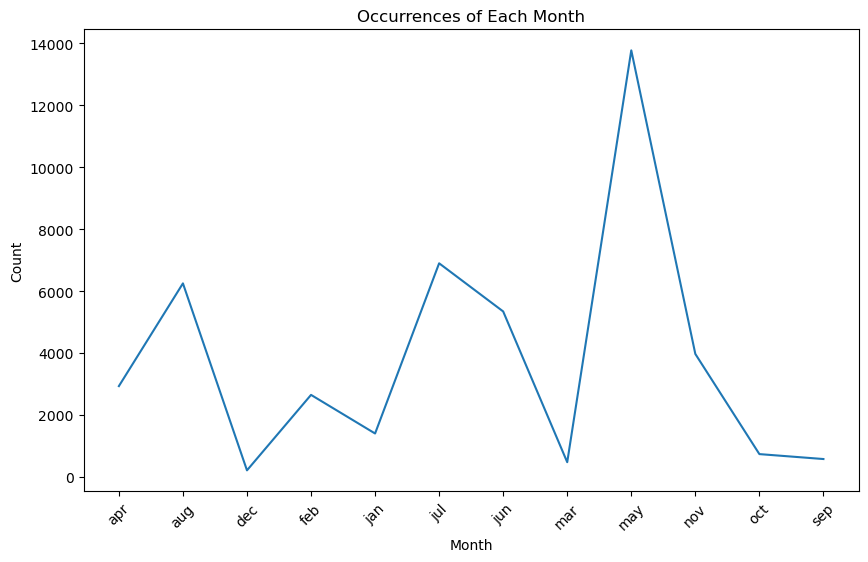 Occurrences of Each Month
14000
12000
10000
8000
6000
4000
2000
0
Count
apr
aug
dec
feb
jan
jul
jun
mar
may
nov
oct
sep
Month